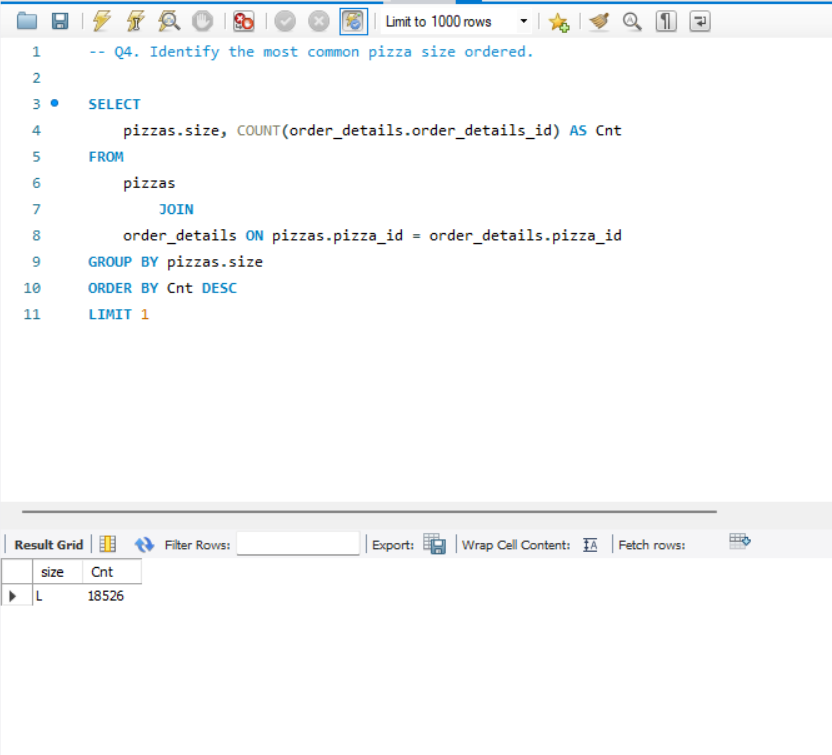 Limit to 1000 rows
1 -- Q4. Identify the most common pizza size ordered.
2
3 SELECT
4 pizzas.size, COUNT(order_details.order_details_id) AS Cnt
5 FROM
6 pizzas
7 JOIN
8 order_details ON pizzas.pizza_id = order_details.pizza_id
9 GROUP BY pizzas.size
10 ORDER BY Cnt DESC
11 LIMIT 1
Result Grid Filter Rows: Export: Wrap Cell Content: Fetch rows:
size Cnt
L 18526